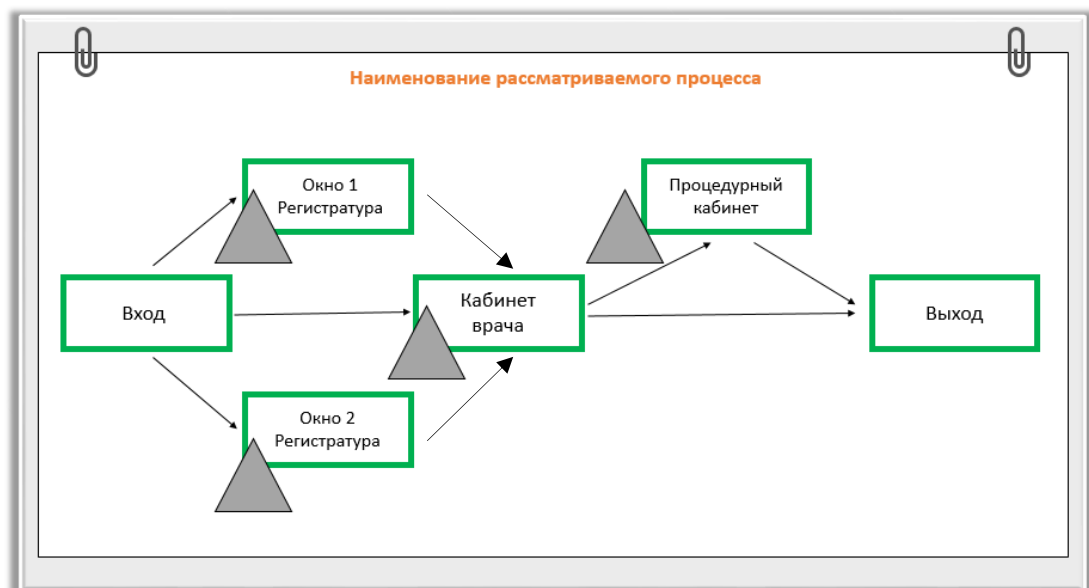 Наименование рассматриваемого процесса
Окно 1
Регистратура
Процедурный
кабинет
Вход
Кабинет
врача
Выход
Окно 2
Регистратура